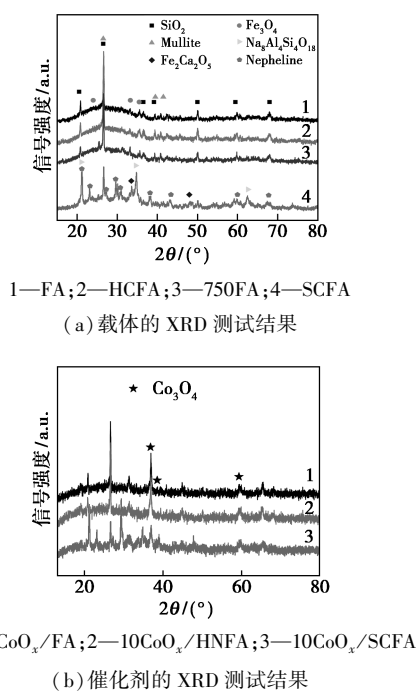 ■ SiO₂ ● Fe₃O₄
▲ Mullite ▶ Na₈Al₄Si₄O₁₈
◆ Fe₂Ca₂O₅ ⬟ Nepheline
信号强度/a.u.
1
2
3
4
20 30 40 50 60 70 80
2θ/(°)
1—FA;2—HCFA;3—750FA;4—SCFA
(a)载体的 XRD 测试结果
★ Co₃O₄
信号强度/a.u.
1
2
3
20 40 60 80
2θ/(°)
CoOₓ/FA;2—10CoOₓ/HNFA;3—10CoOₓ/SCFA
(b)催化剂的 XRD 测试结果